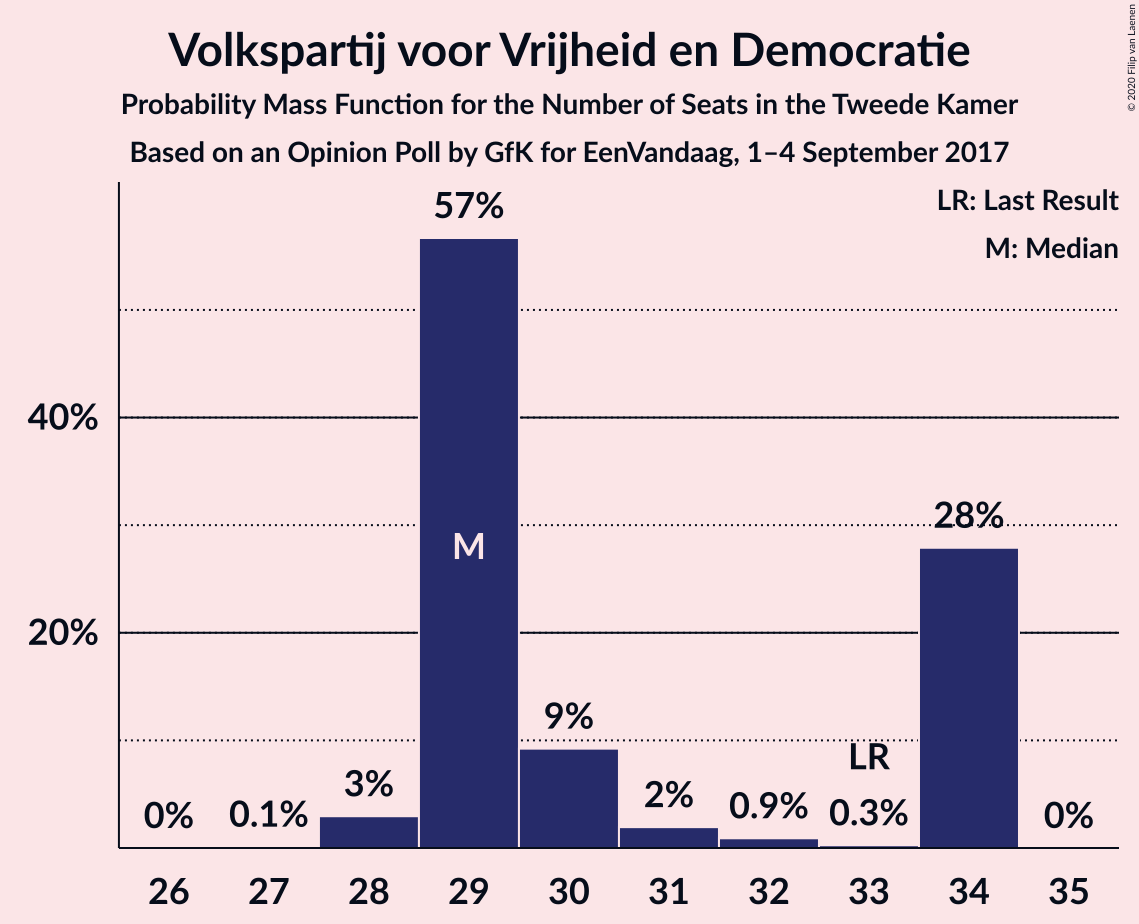 Volkspartij voor Vrijheid en Democratie
Probability Mass Function for the Number of Seats in the Tweede Kamer
Based on an Opinion Poll by GfK for EenVandaag, 1–4 September 2017
© 2020 Filip van Laenen
LR: Last Result
M: Median
57%
40%
28%
M
20%
9%
LR
3%
2%
0.9%
0.3%
0%
0.1%
0%
26 27 28 29 30 31 32 33 34 35